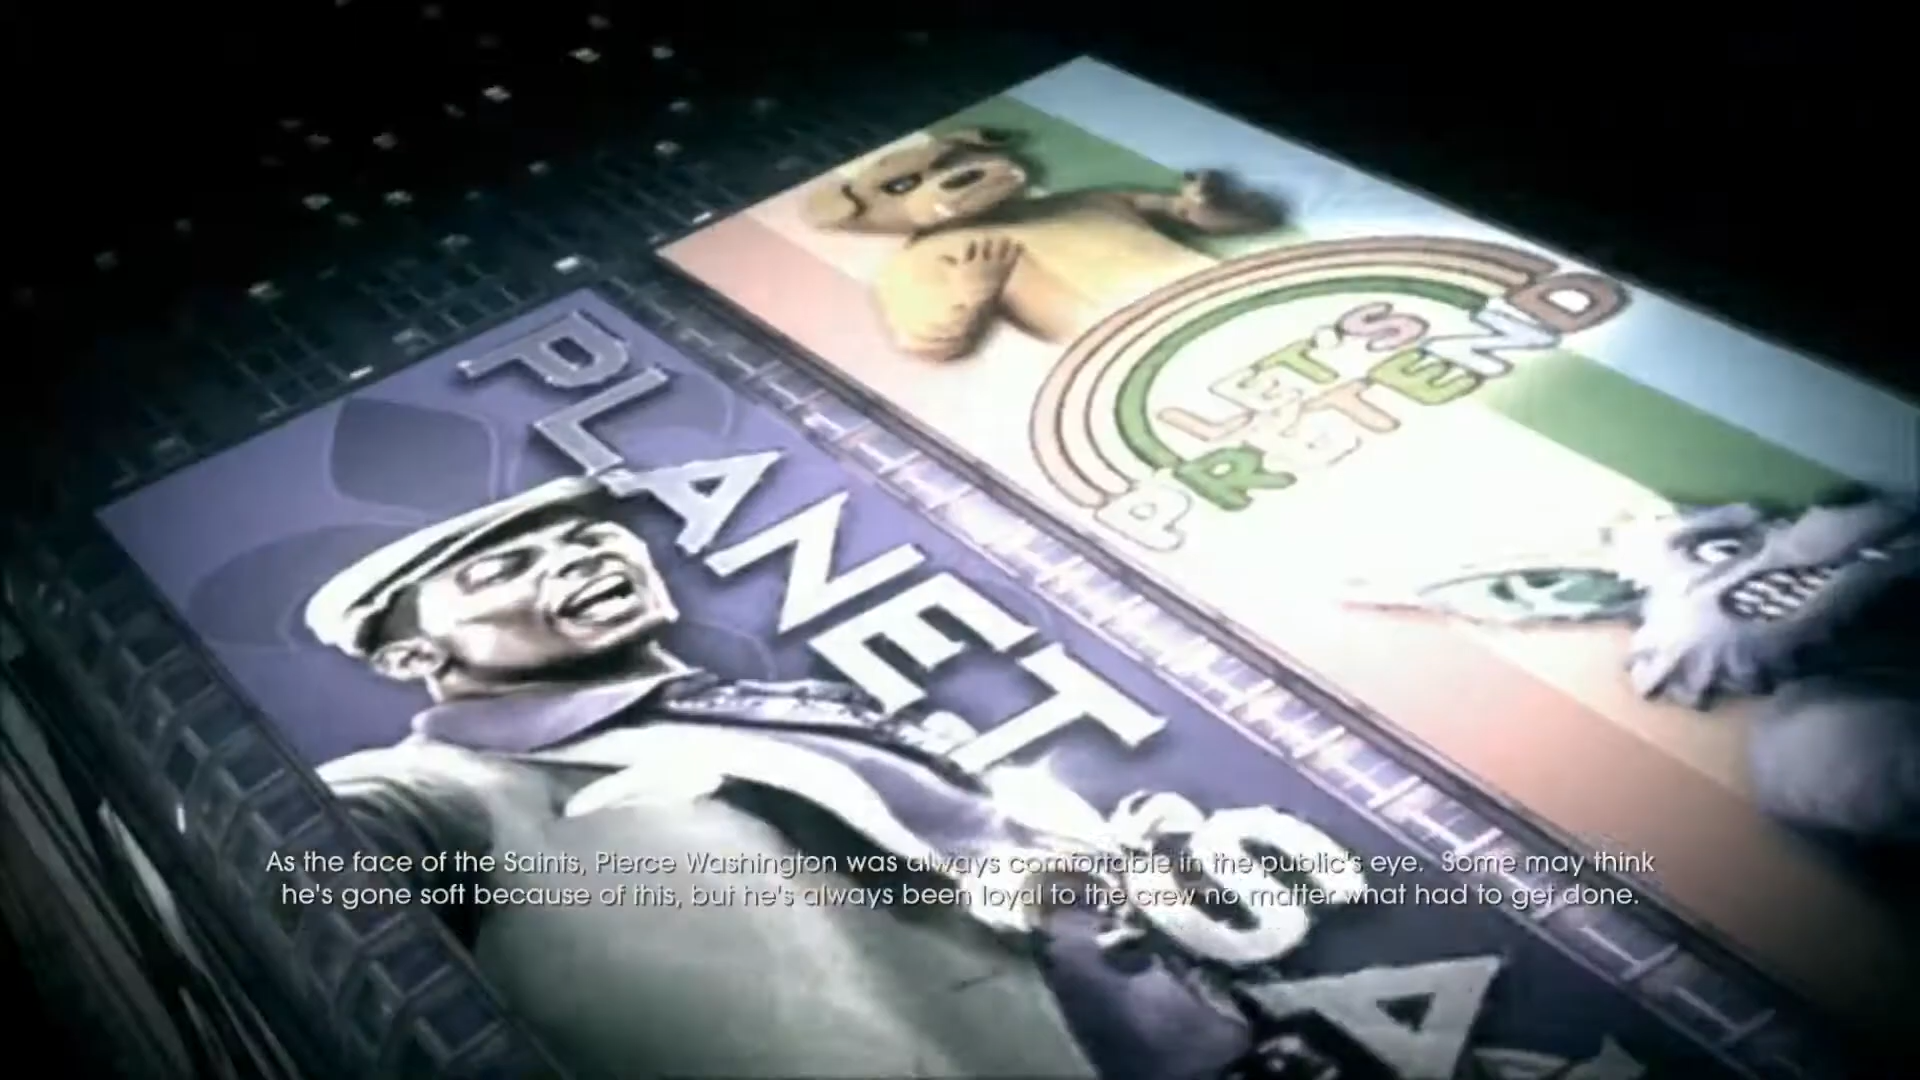 PLANET
SA
LET'S
PRETEND
As the face of the Saints, Pierce Washington was always comfortable in the public's eye. Some may think
he's gone soft because of this, but he's always been loyal to the crew no matter what had to get done.